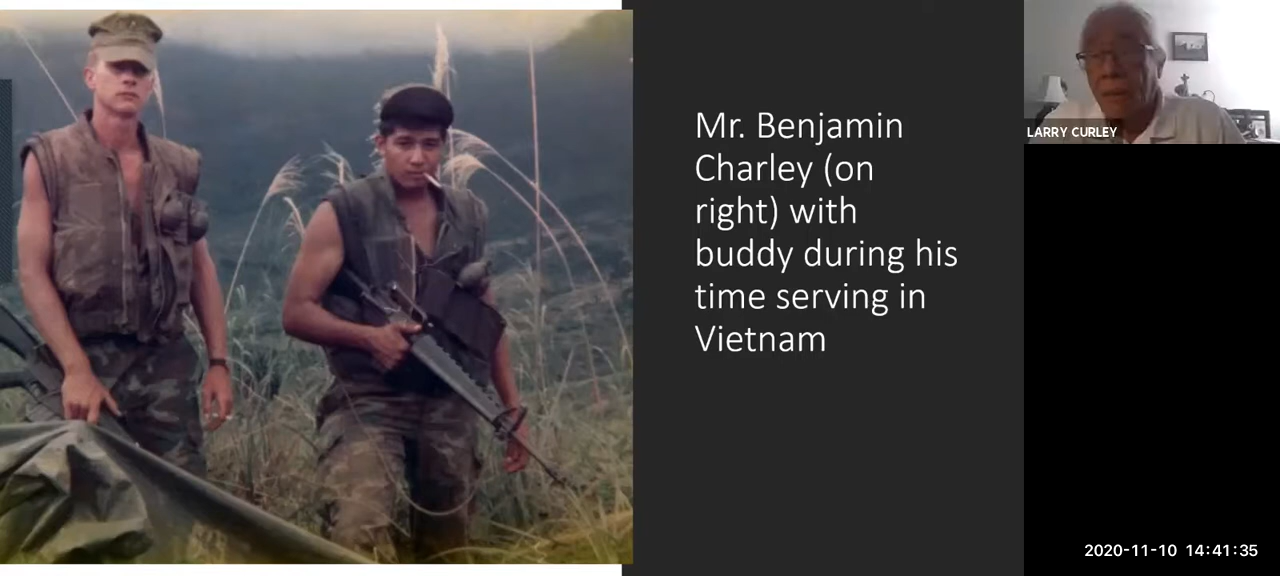 Mr. Benjamin
Charley (on
right) with
buddy during his
time serving in
Vietnam
LARRY CURLEY
2020-11-10 14:41:35